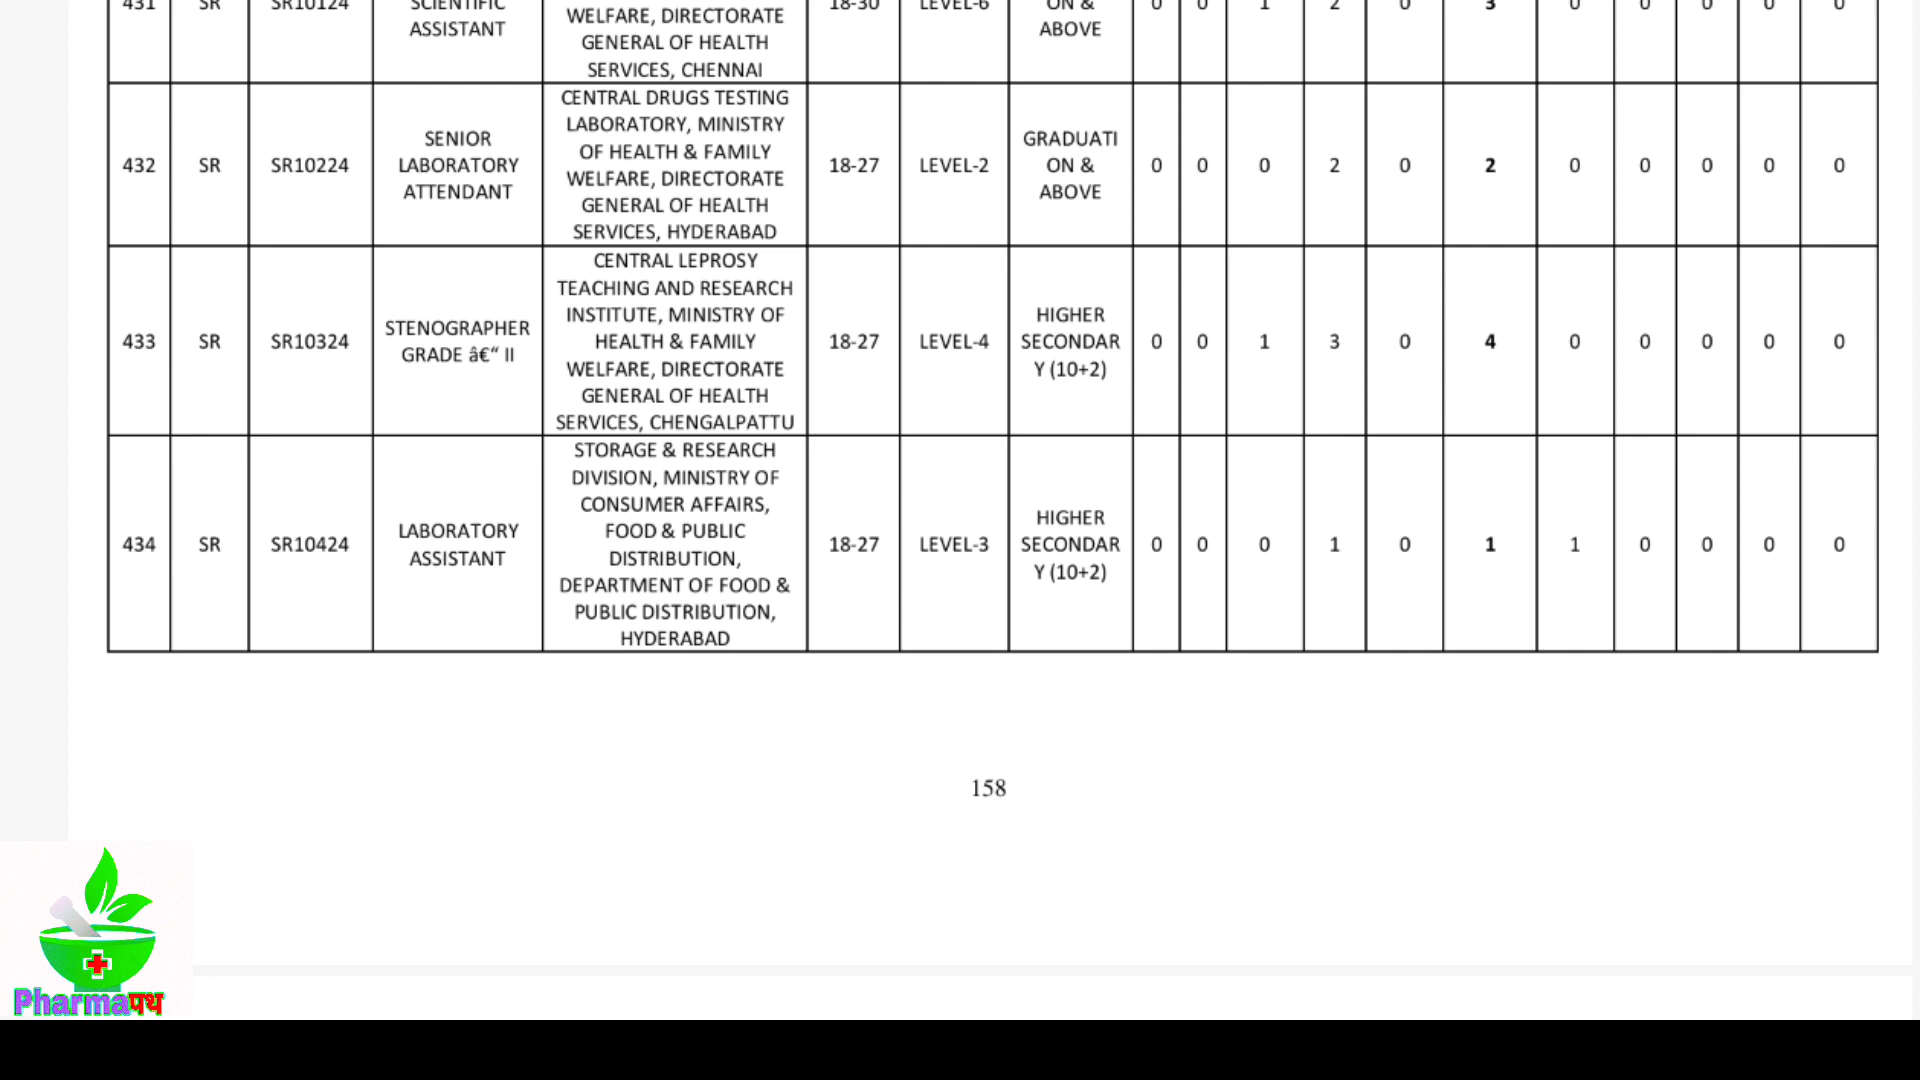 431 SR SR10124 SCIENTIFIC ASSISTANT WELFARE, DIRECTORATE GENERAL OF HEALTH SERVICES, CHENNAI 18-30 LEVEL-6 ON & ABOVE 0 0 1 2 0 3 0 0 0 0 0
432 SR SR10224 SENIOR LABORATORY ATTENDANT CENTRAL DRUGS TESTING LABORATORY, MINISTRY OF HEALTH & FAMILY WELFARE, DIRECTORATE GENERAL OF HEALTH SERVICES, HYDERABAD 18-27 LEVEL-2 GRADUATI ON & ABOVE 0 0 0 2 0 2 0 0 0 0 0
433 SR SR10324 STENOGRAPHER GRADE â€“ II CENTRAL LEPROSY TEACHING AND RESEARCH INSTITUTE, MINISTRY OF HEALTH & FAMILY WELFARE, DIRECTORATE GENERAL OF HEALTH SERVICES, CHENGALPATTU 18-27 LEVEL-4 HIGHER SECONDAR Y (10+2) 0 0 1 3 0 4 0 0 0 0 0
434 SR SR10424 LABORATORY ASSISTANT STORAGE & RESEARCH DIVISION, MINISTRY OF CONSUMER AFFAIRS, FOOD & PUBLIC DISTRIBUTION, DEPARTMENT OF FOOD & PUBLIC DISTRIBUTION, HYDERABAD 18-27 LEVEL-3 HIGHER SECONDAR Y (10+2) 0 0 0 1 0 1 1 0 0 0 0
158
Pharmaपथ